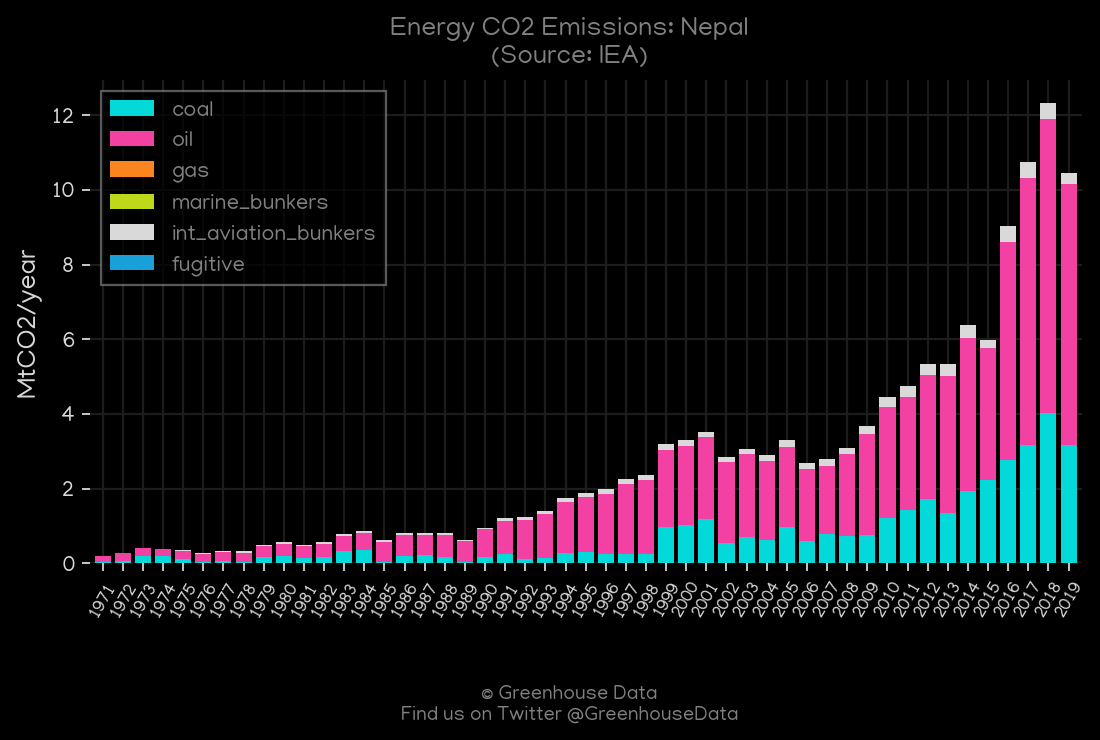 Energy CO2 Emissions: Nepal
(Source: IEA)
coal
oil
gas
marine_bunkers
int_aviation_bunkers
fugitive
MtCO2/year
12
10
8
6
4
2
0
1971 1972 1973 1974 1975 1976 1977 1978 1979 1980 1981 1982 1983 1984 1985 1986 1987 1988 1989 1990 1991 1992 1993 1994 1995 1996 1997 1998 1999 2000 2001 2002 2003 2004 2005 2006 2007 2008 2009 2010 2011 2012 2013 2014 2015 2016 2017 2018 2019
© Greenhouse Data
Find us on Twitter @GreenhouseData